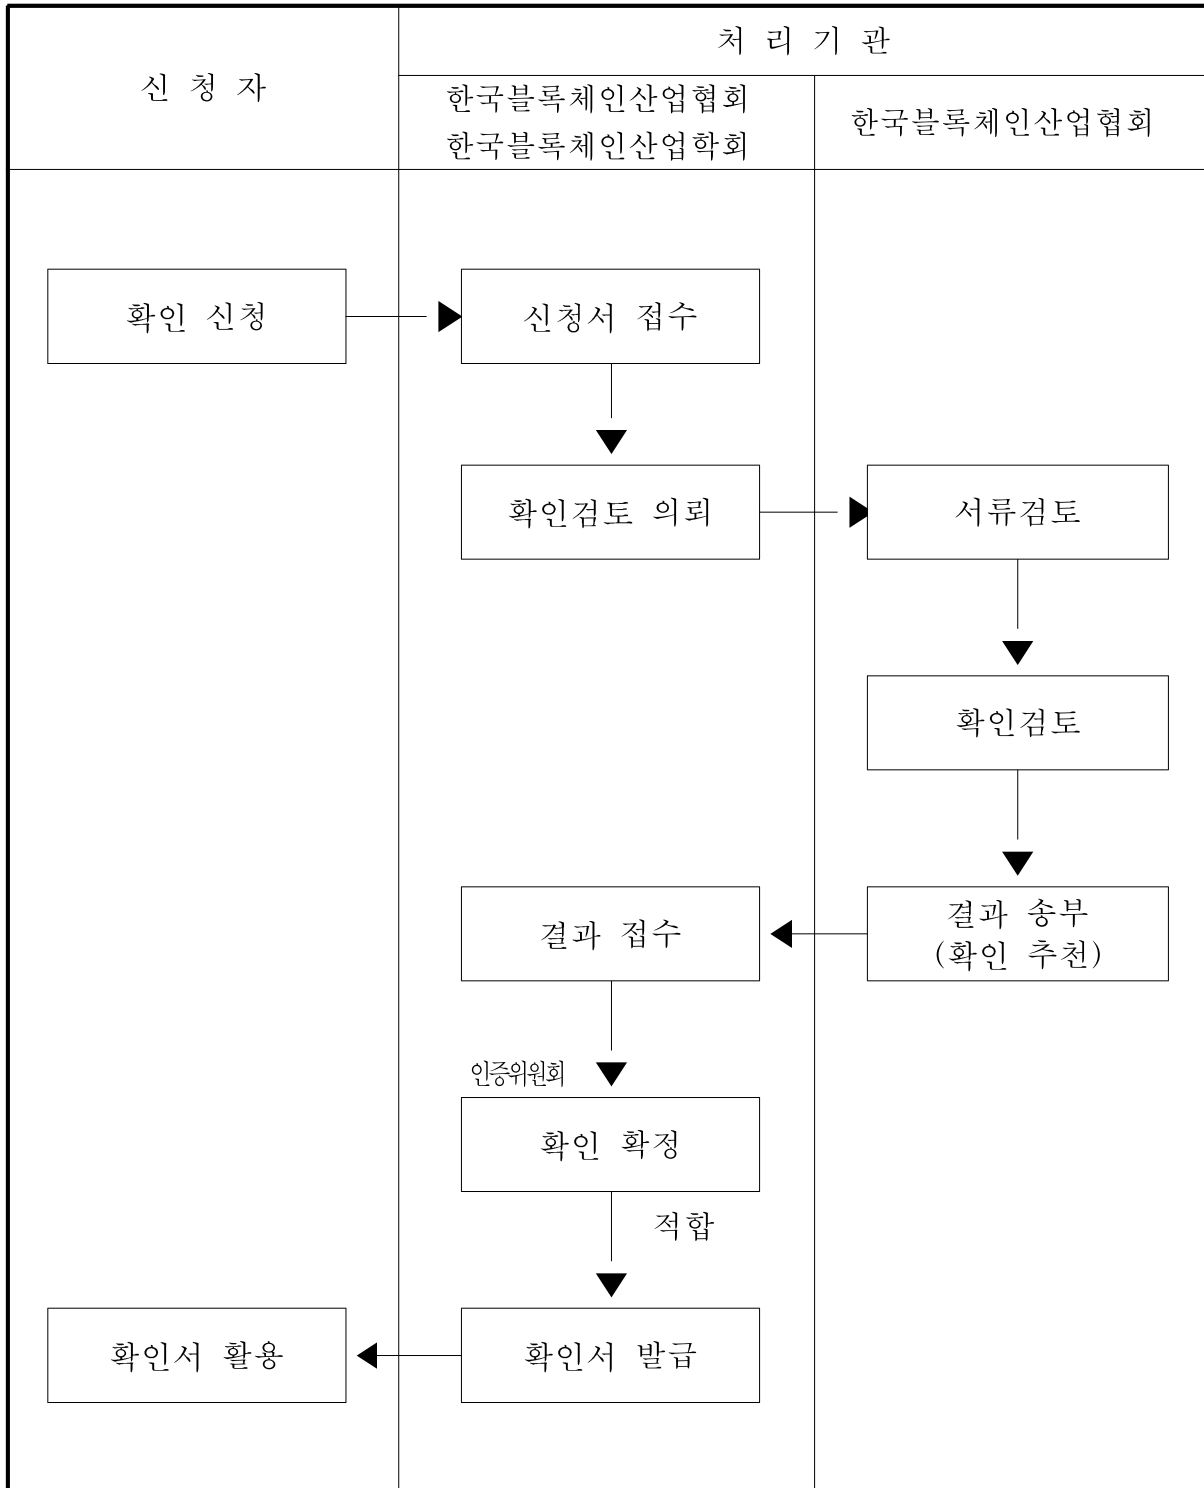 신 청 자
처 리 기 관
한국블록체인산업협회
한국블록체인산업학회
한국블록체인산업협회
확인 신청
신청서 접수
확인검토 의뢰
서류검토
확인검토
결과 송부
(확인 추천)
결과 접수
인증위원회
확인 확정
적합
확인서 발급
확인서 활용